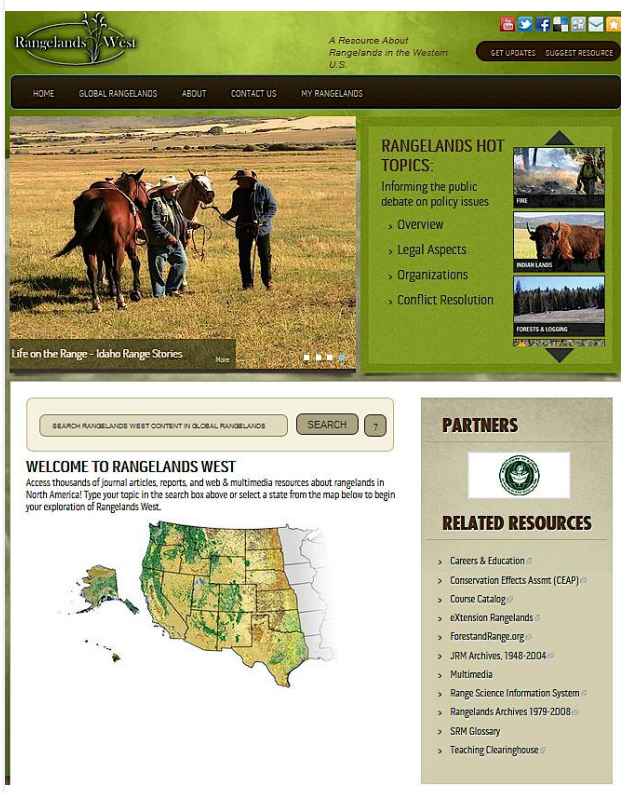 Rangelands West
A Resource About
Rangelands in the Western
U.S.
GET UPDATES SUGGEST RESOURCE
HOME GLOBAL RANGELANDS ABOUT CONTACT US MY RANGELANDS
Life on the Range - Idaho Range Stories
More
RANGELANDS HOT
TOPICS:
Informing the public
debate on policy issues
› Overview
› Legal Aspects
› Organizations
› Conflict Resolution
FIRE
INDIAN LANDS
FORESTS & LOGGING
SEARCH RANGELANDS WEST CONTENT IN GLOBAL RANGELANDS
SEARCH
?
WELCOME TO RANGELANDS WEST
Access thousands of journal articles, reports, and web & multimedia resources about rangelands in
North America! Type your topic in the search box above or select a state from the map below to begin
your exploration of Rangelands West.
PARTNERS
RELATED RESOURCES
› Careers & Education
› Conservation Effects Assmt (CEAP)
› Course Catalog
› eXtension Rangelands
› ForestandRange.org
› JRM Archives, 1948-2004
› Multimedia
› Range Science Information System
› Rangelands Archives 1979-2008
› SRM Glossary
› Teaching Clearinghouse